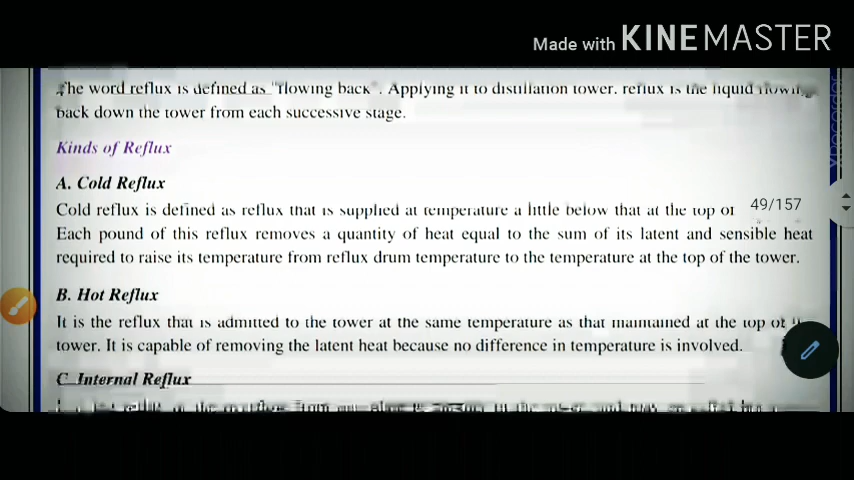 Made with KINEMASTER
The word reflux is defined as "flowing back". Applying it to distillation tower, reflux is the liquid flowing
back down the tower from each successive stage.
Kinds of Reflux
A. Cold Reflux
Cold reflux is defined as reflux that is supplied at temperature a little below that at the top of
49/157
Each pound of this reflux removes a quantity of heat equal to the sum of its latent and sensible heat
required to raise its temperature from reflux drum temperature to the temperature at the top of the tower.
B. Hot Reflux
It is the reflux that is admitted to the tower at the same temperature as that maintained at the top of
tower. It is capable of removing the latent heat because no difference in temperature is involved.
C Internal Reflux